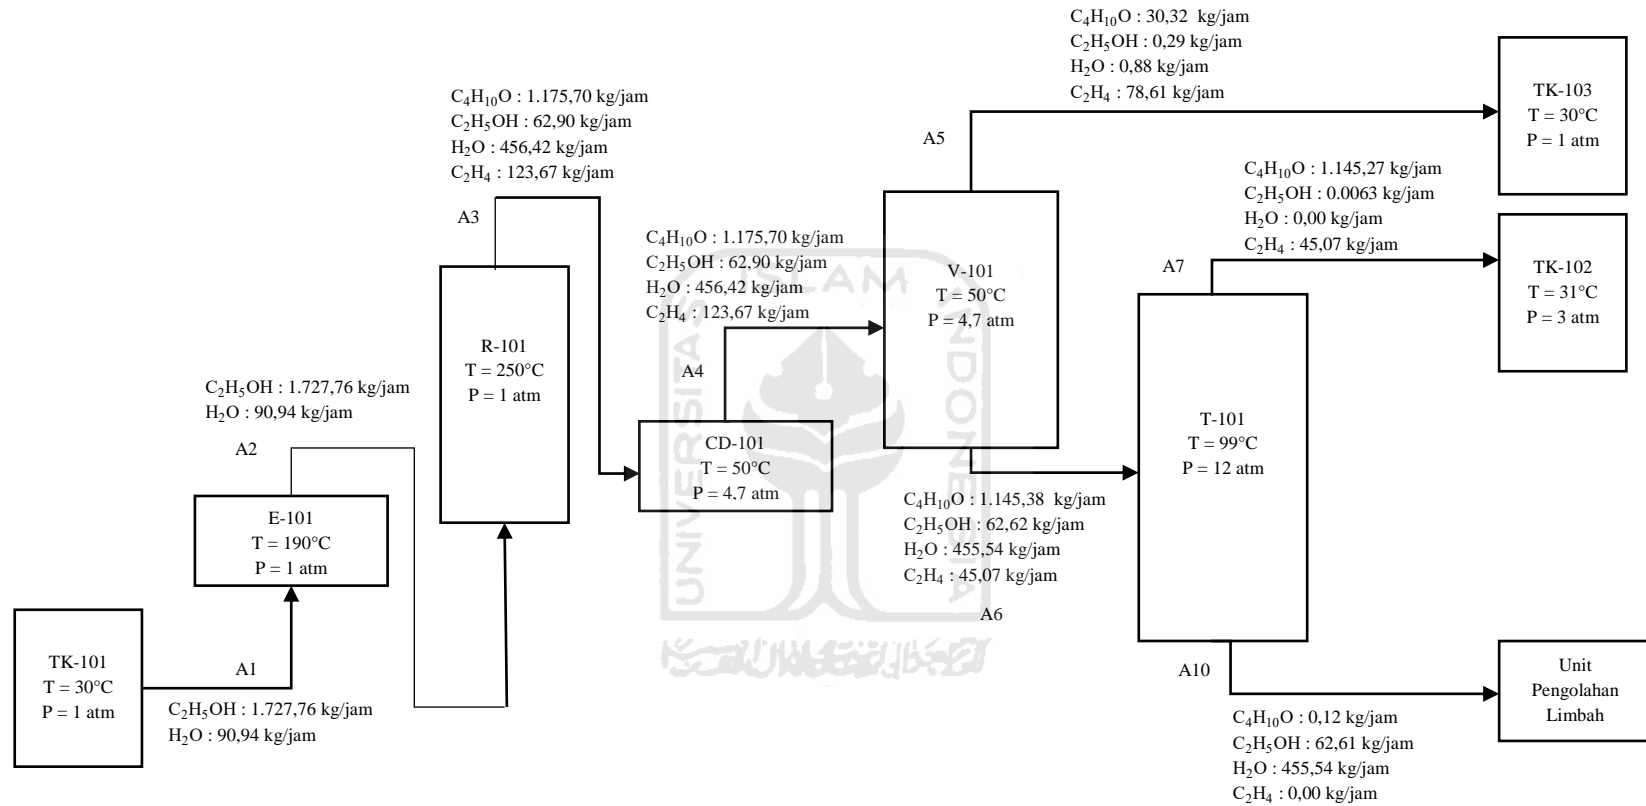 C4H10O : 30,32 kg/jam
C2H5OH : 0,29 kg/jam
H2O : 0,88 kg/jam
C2H4 : 78,61 kg/jam
TK-103
T = 30°C
P = 1 atm
C4H10O : 1.175,70 kg/jam
C2H5OH : 62,90 kg/jam
H2O : 456,42 kg/jam
C2H4 : 123,67 kg/jam
A5
C4H10O : 1.145,27 kg/jam
C2H5OH : 0.0063 kg/jam
H2O : 0,00 kg/jam
C2H4 : 45,07 kg/jam
A3
C4H10O : 1.175,70 kg/jam
C2H5OH : 62,90 kg/jam
H2O : 456,42 kg/jam
C2H4 : 123,67 kg/jam
V-101
T = 50°C
P = 4,7 atm
A7
TK-102
T = 31°C
P = 3 atm
R-101
T = 250°C
P = 1 atm
A4
C2H5OH : 1.727,76 kg/jam
H2O : 90,94 kg/jam
A2
CD-101
T = 50°C
P = 4,7 atm
T-101
T = 99°C
P = 12 atm
E-101
T = 190°C
P = 1 atm
C4H10O : 1.145,38 kg/jam
C2H5OH : 62,62 kg/jam
H2O : 455,54 kg/jam
C2H4 : 45,07 kg/jam
A6
TK-101
T = 30°C
P = 1 atm
A1
C2H5OH : 1.727,76 kg/jam
H2O : 90,94 kg/jam
A10
Unit
Pengolahan
Limbah
C4H10O : 0,12 kg/jam
C2H5OH : 62,61 kg/jam
H2O : 455,54 kg/jam
C2H4 : 0,00 kg/jam
UNIVERSITAS
ISLAM
INDONESIA